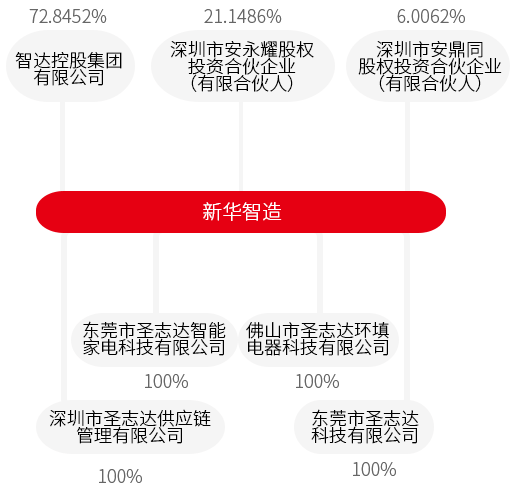 72.8452%
21.1486%
6.0062%
智达控股集团
有限公司
深圳市安永耀股权
投资合伙企业
（有限合伙人）
深圳市安鼎同
股权投资合伙企业
（有限合伙人）
新华智造
东莞市圣志达智能
家电科技有限公司
佛山市圣志达环填
电器科技有限公司
100%
100%
深圳市圣志达供应链
管理有限公司
东莞市圣志达
科技有限公司
100%
100%